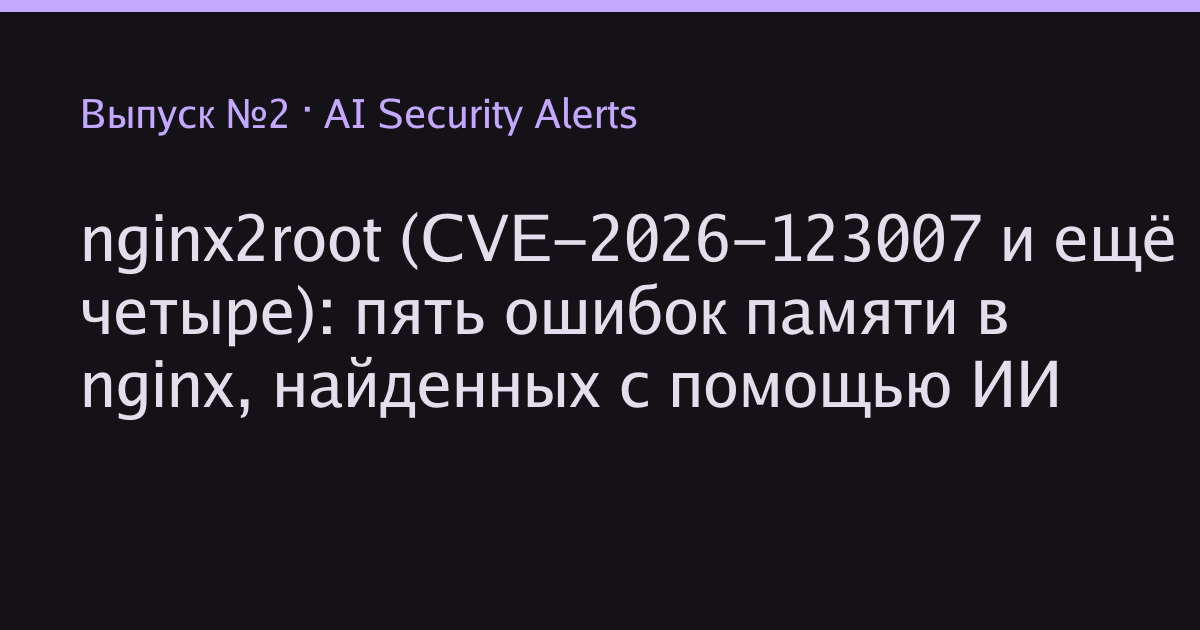 Выпуск №2 · AI Security Alerts
nginx2root (CVE–2026–123007 и ещё
четыре): пять ошибок памяти в
nginx, найденных с помощью ИИ